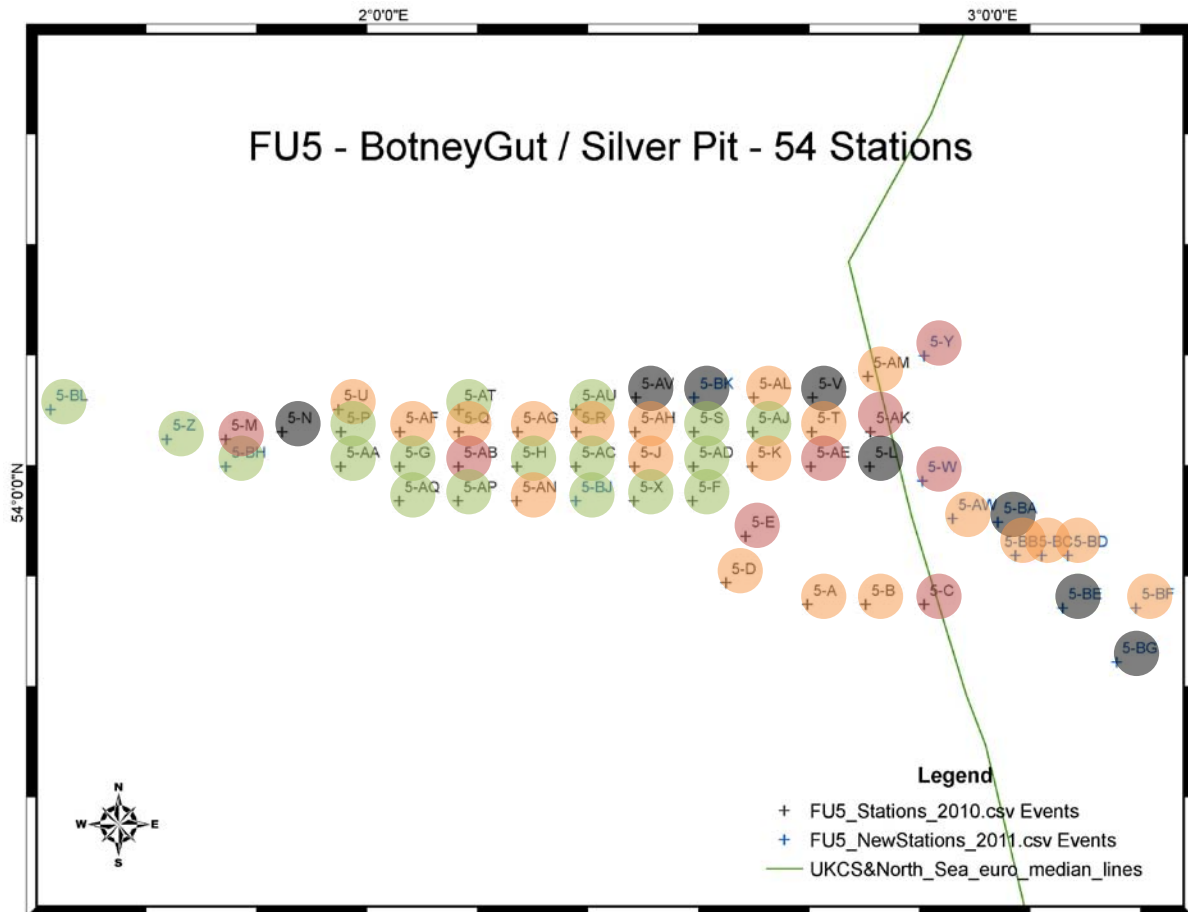 2°0'0"E 3°0'0"E
FU5 - BotneyGut / Silver Pit - 54 Stations
54°0'0"N
5-Y
5-AM
5-BL 5-U 5-AT 5-AU 5-AV 5-BK 5-AL 5-V
5-Z 5-M 5-N 5-P 5-AF 5-Q 5-AG 5-R 5-AH 5-S 5-AJ 5-T 5-AK
5-BH 5-AA 5-G 5-AB 5-H 5-AC 5-J 5-AD 5-K 5-AE 5-L 5-W
5-AQ 5-AP 5-AN 5-BJ 5-X 5-F
5-AW 5-BA
5-E
5-BB 5-BC 5-BD
5-D
5-A 5-B 5-C 5-BE 5-BF
5-BG
Legend
FU5_Stations_2010.csv Events
FU5_NewStations_2011.csv Events
UKCS&North_Sea_euro_median_lines
N
W E
S